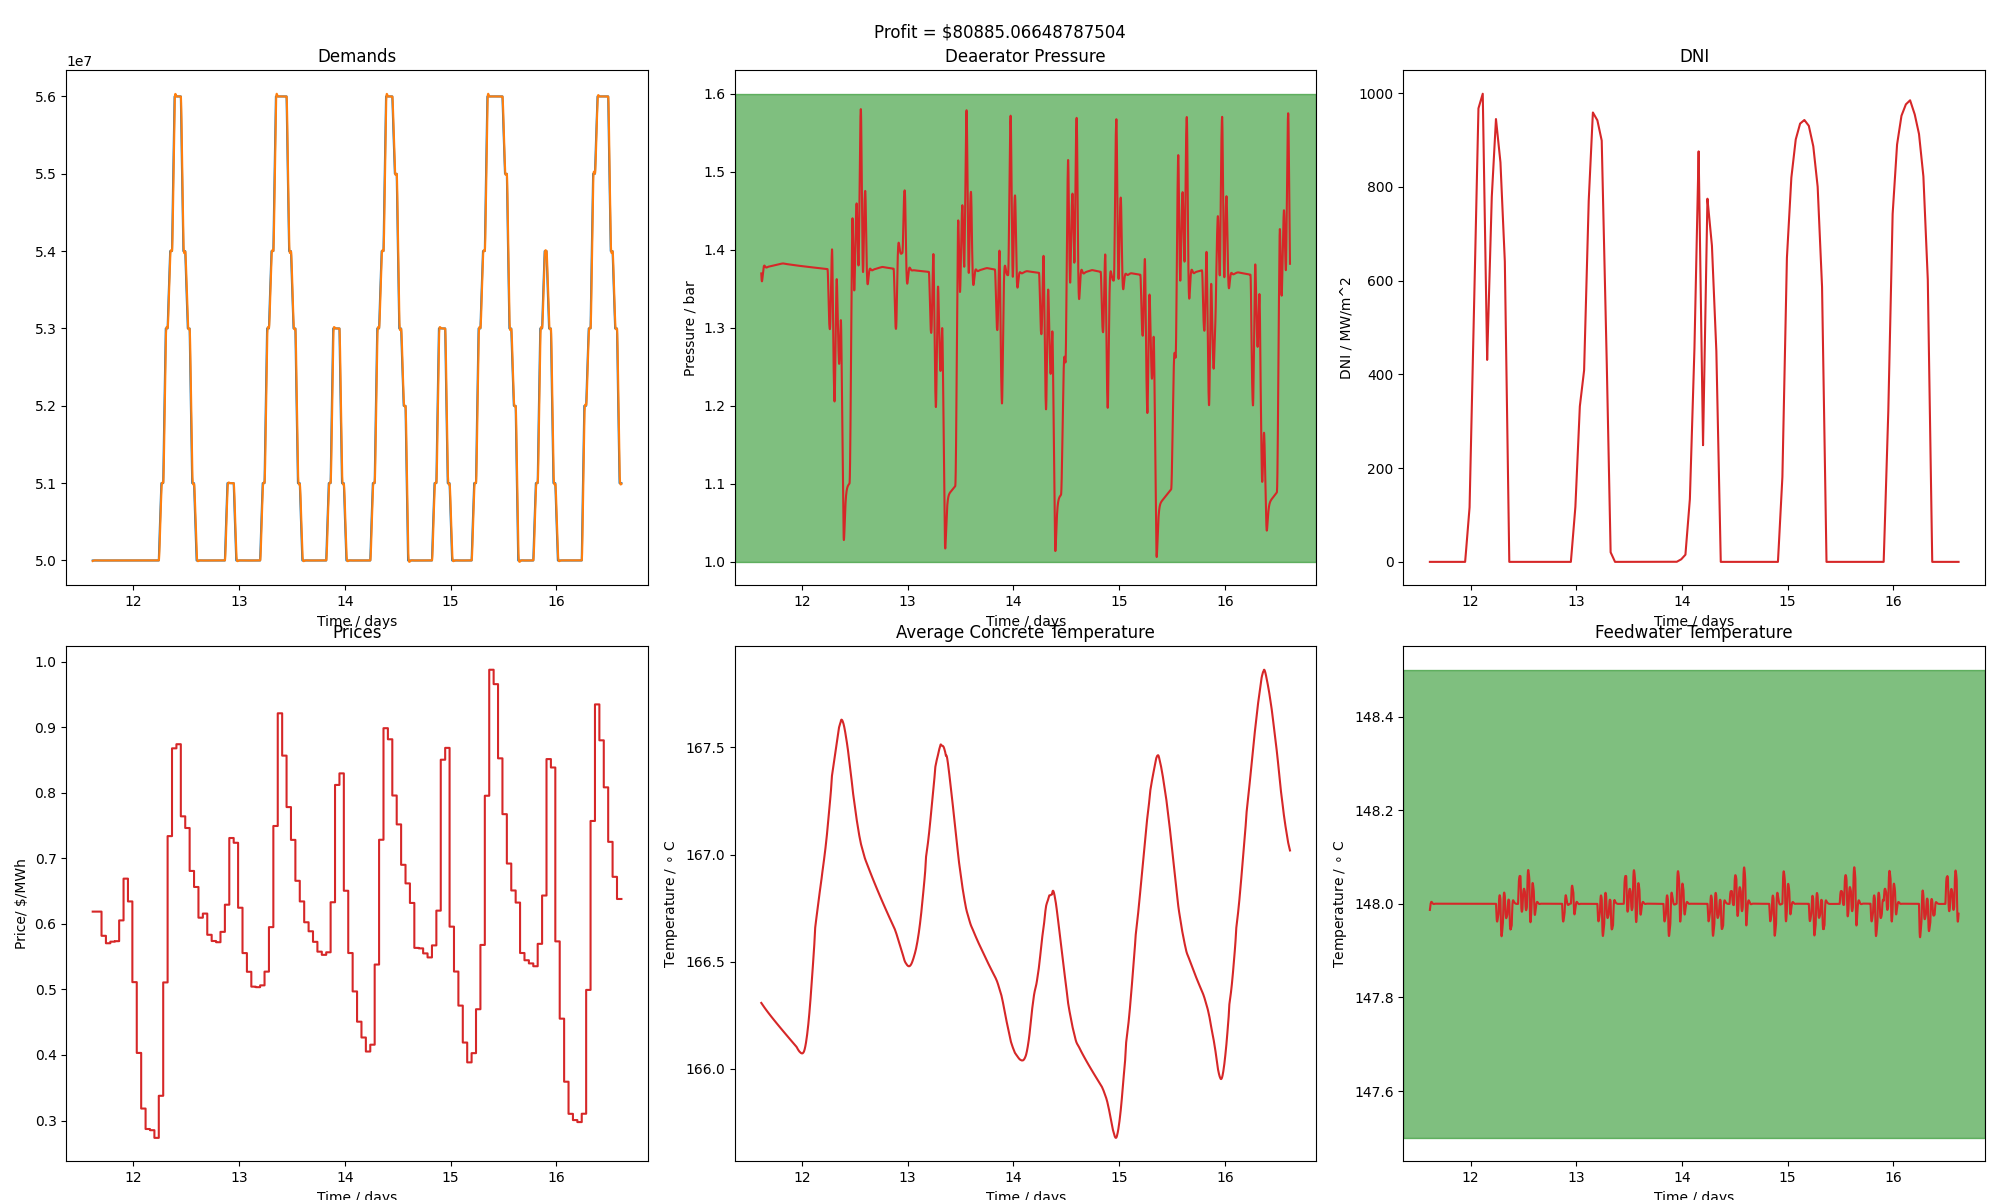 Profit = $80885.06648787504
Demands
1e7
5.6
5.5
5.4
5.3
5.2
5.1
5.0
12 13 14 15 16
Time / days
Deaerator Pressure
Pressure / bar
1.6
1.5
1.4
1.3
1.2
1.1
1.0
12 13 14 15 16
Time / days
DNI
DNI / MW/m^2
1000
800
600
400
200
0
12 13 14 15 16
Time / days
Prices
Price/ $/MWh
1.0
0.9
0.8
0.7
0.6
0.5
0.4
0.3
12 13 14 15 16
Time / days
Average Concrete Temperature
Temperature / ∘ C
167.5
167.0
166.5
166.0
12 13 14 15 16
Time / days
Feedwater Temperature
Temperature / ∘ C
148.4
148.2
148.0
147.8
147.6
12 13 14 15 16
Time / days